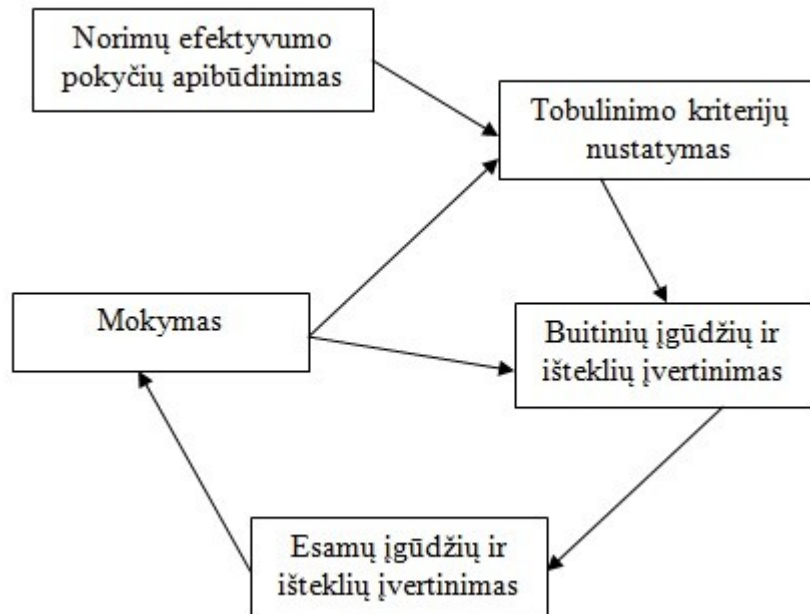 Norimų efektyvumo
pokyčių apibūdinimas
Tobulinimo kriterijų
nustatymas
Mokymas
Buitinių įgūdžių ir
išteklių įvertinimas
Esamų įgūdžių ir
išteklių įvertinimas